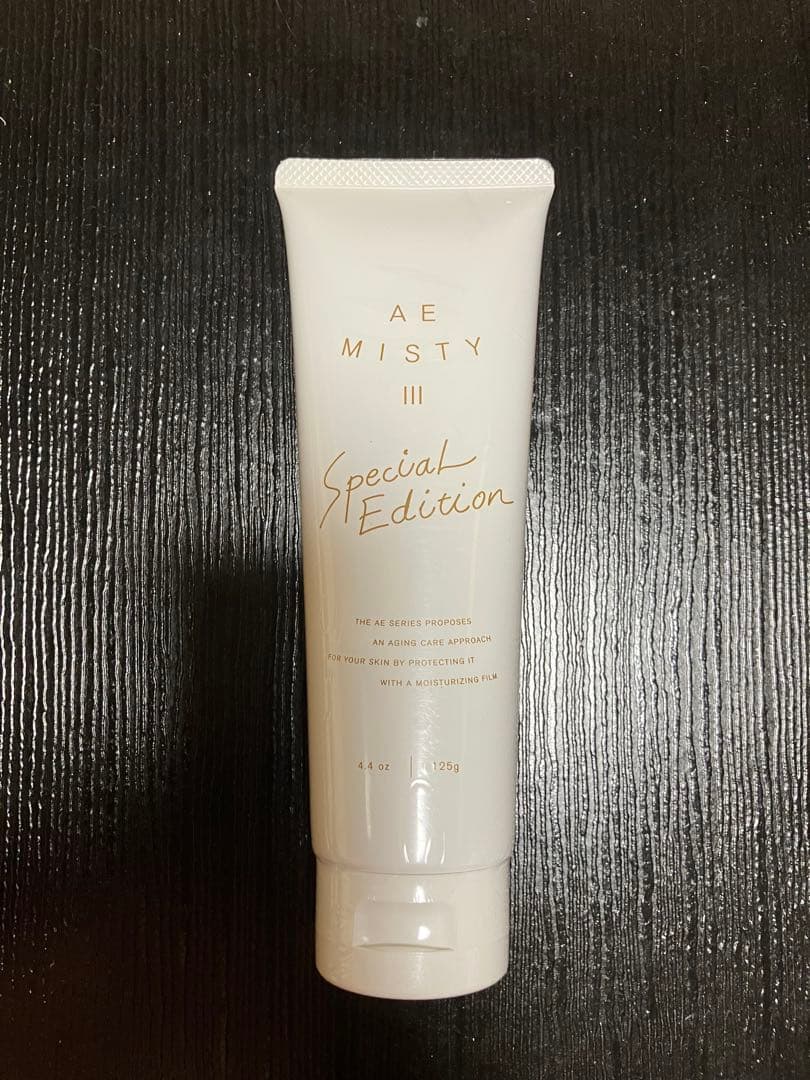 AE
MISTY
III
Special
Edition
THE AE SERIES PROPOSES
AN AGING CARE APPROACH
FOR YOUR SKIN BY PROTECTING IT
WITH A MOISTURIZING FILM.
4.4 oz | 125g